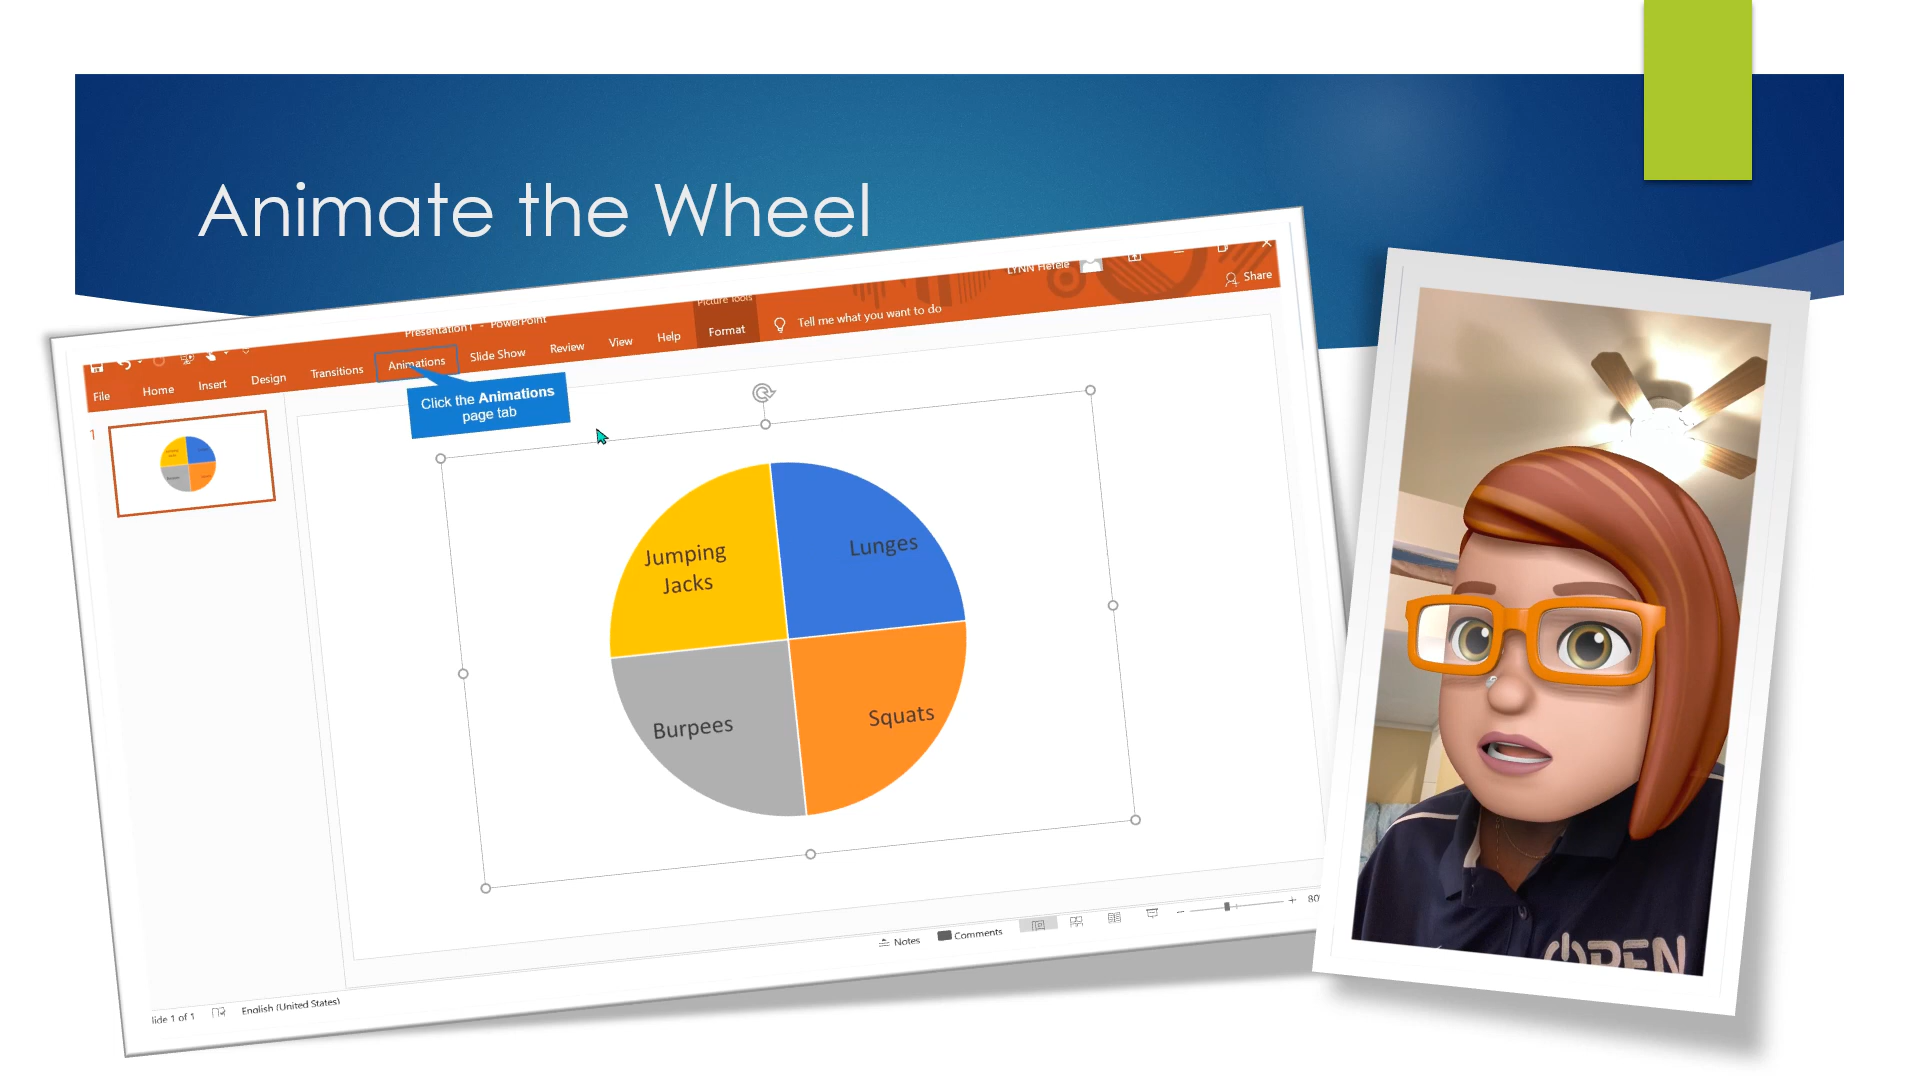 Animate the Wheel
Presentation1 - PowerPoint
Picture Tools
LYNN Hefele
File Home Insert Design Transitions Animations Slide Show Review View Help Format Tell me what you want to do Share
Click the Animations
page tab
1
Jumping
Jacks
Lunges
Burpees
Squats
Notes Comments
80
lide 1 of 1 English (United States)
OPEN